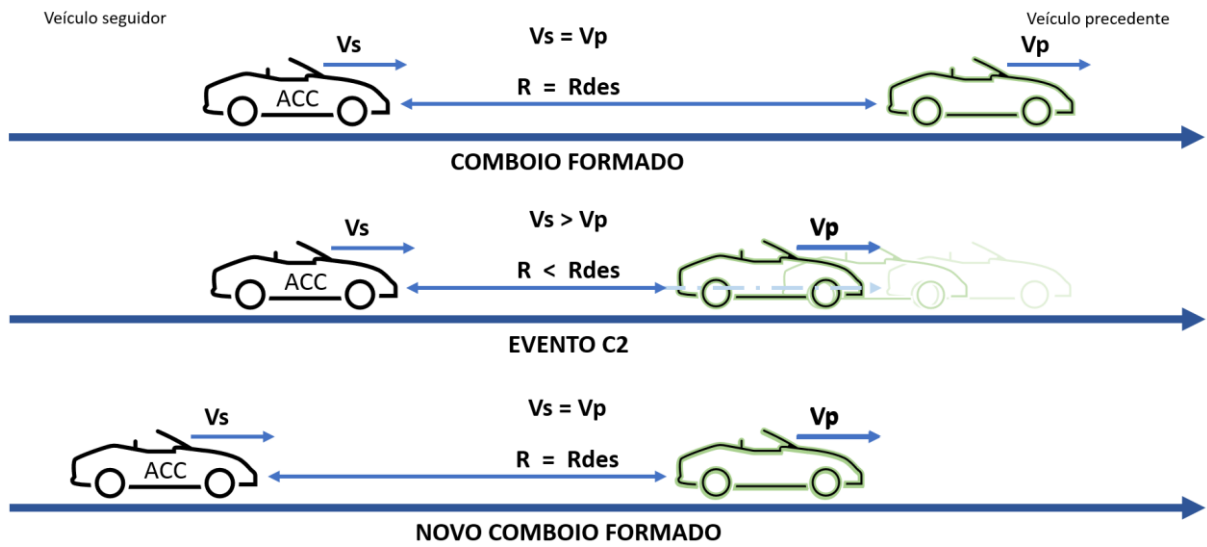 Veículo seguidor
Veículo precedente
Vs
Vs = Vp
Vp
ACC
R = Rdes
COMBOIO FORMADO
Vs
Vs > Vp
Vp
ACC
R < Rdes
EVENTO C2
Vs
Vs = Vp
Vp
ACC
R = Rdes
NOVO COMBOIO FORMADO